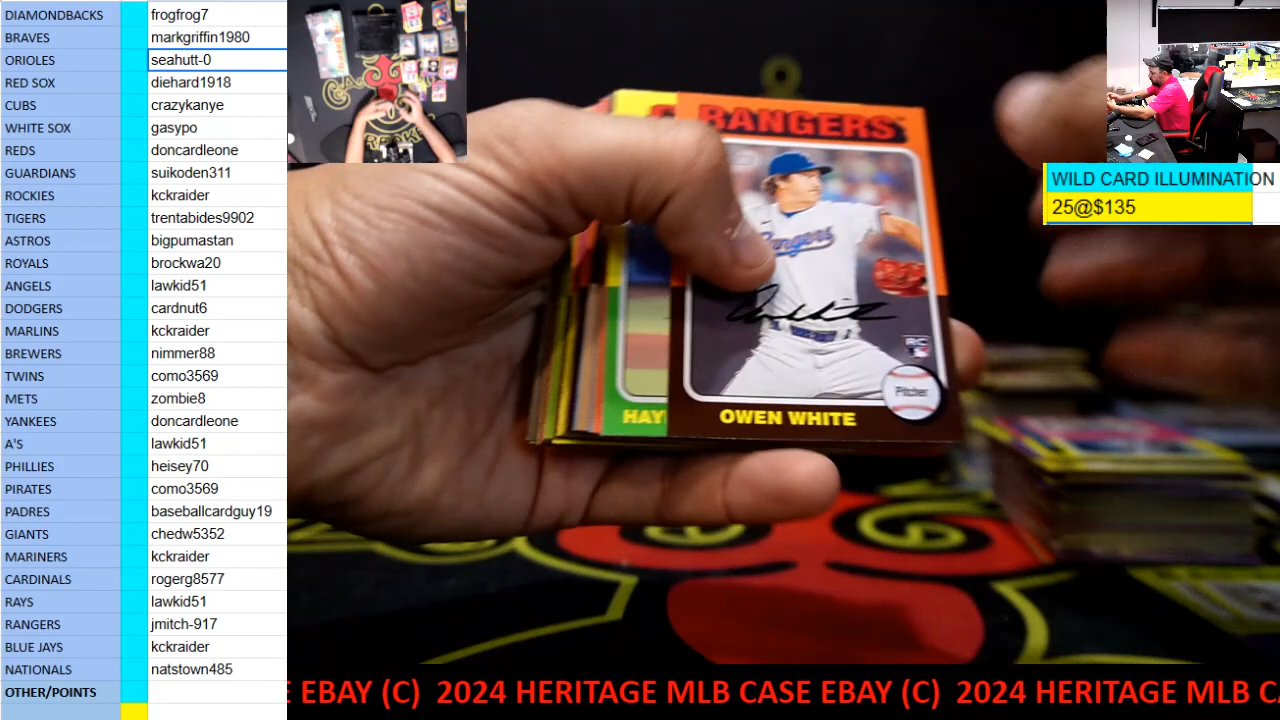 DIAMONDBACKS frogfrog7
BRAVES markgriffin1980
ORIOLES seahutt-0
RED SOX diehard1918
CUBS crazykanye
WHITE SOX gasypo
REDS doncardleone
GUARDIANS suikoden311
ROCKIES kckraider
TIGERS trentabides9902
ASTROS bigpumastan
ROYALS brockwa20
ANGELS lawkid51
DODGERS cardnut6
MARLINS kckraider
BREWERS nimmer88
TWINS como3569
METS zombie8
YANKEES doncardleone
A'S lawkid51
PHILLIES heisey70
PIRATES como3569
PADRES baseballcardguy19
GIANTS chedw5352
MARINERS kckraider
CARDINALS rogerg8577
RAYS lawkid51
RANGERS jmitch-917
BLUE JAYS kckraider
NATIONALS natstown485
OTHER/POINTS
WILD CARD ILLUMINATION
25@$135
RANGERS
Rangers
RC
Pitcher
HAY
OWEN WHITE
EBAY (C) 2024 HERITAGE MLB CASE EBAY (C) 2024 HERITAGE MLB C